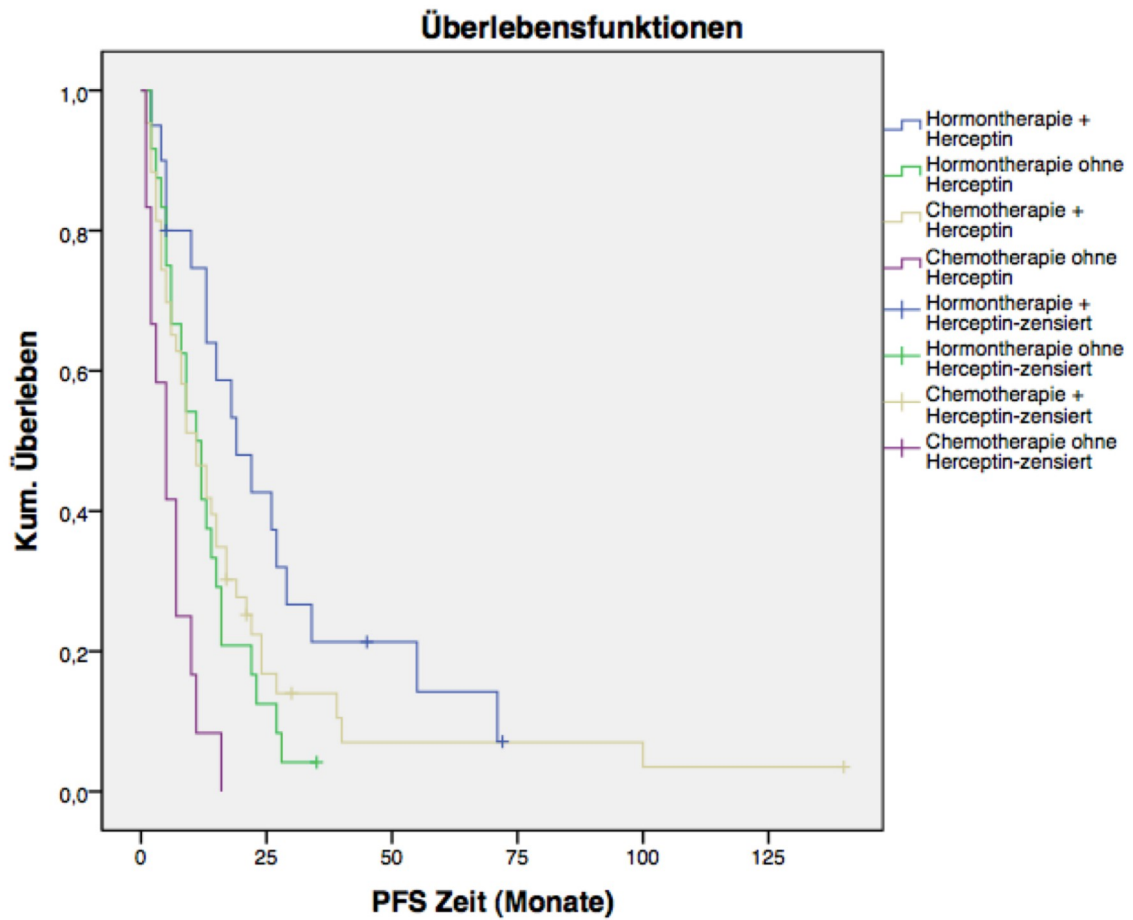 Überlebensfunktionen
Kum. Überleben
1,0
0,8
0,6
0,4
0,2
0,0
0
25
50
75
100
125
PFS Zeit (Monate)
Hormontherapie +
Herceptin
Hormontherapie ohne
Herceptin
Chemotherapie +
Herceptin
Chemotherapie ohne
Herceptin
Hormontherapie +
Herceptin-zensiert
Hormontherapie ohne
Herceptin-zensiert
Chemotherapie +
Herceptin-zensiert
Chemotherapie ohne
Herceptin-zensiert